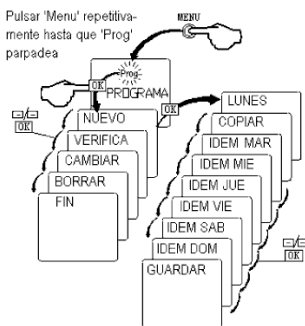 Pulsar 'Menu' repetitiva-
mente hasta que 'Prog'
parpadea
MENU
Prog
OK
PROGRAMA
OK
NUEVO
VERIFICA
CAMBIAR
BORRAR
FIN
OK
LUNES
COPIAR
IDEM MAR
IDEM MIE
IDEM JUE
IDEM VIE
IDEM SAB
IDEM DOM
GUARDAR
OK